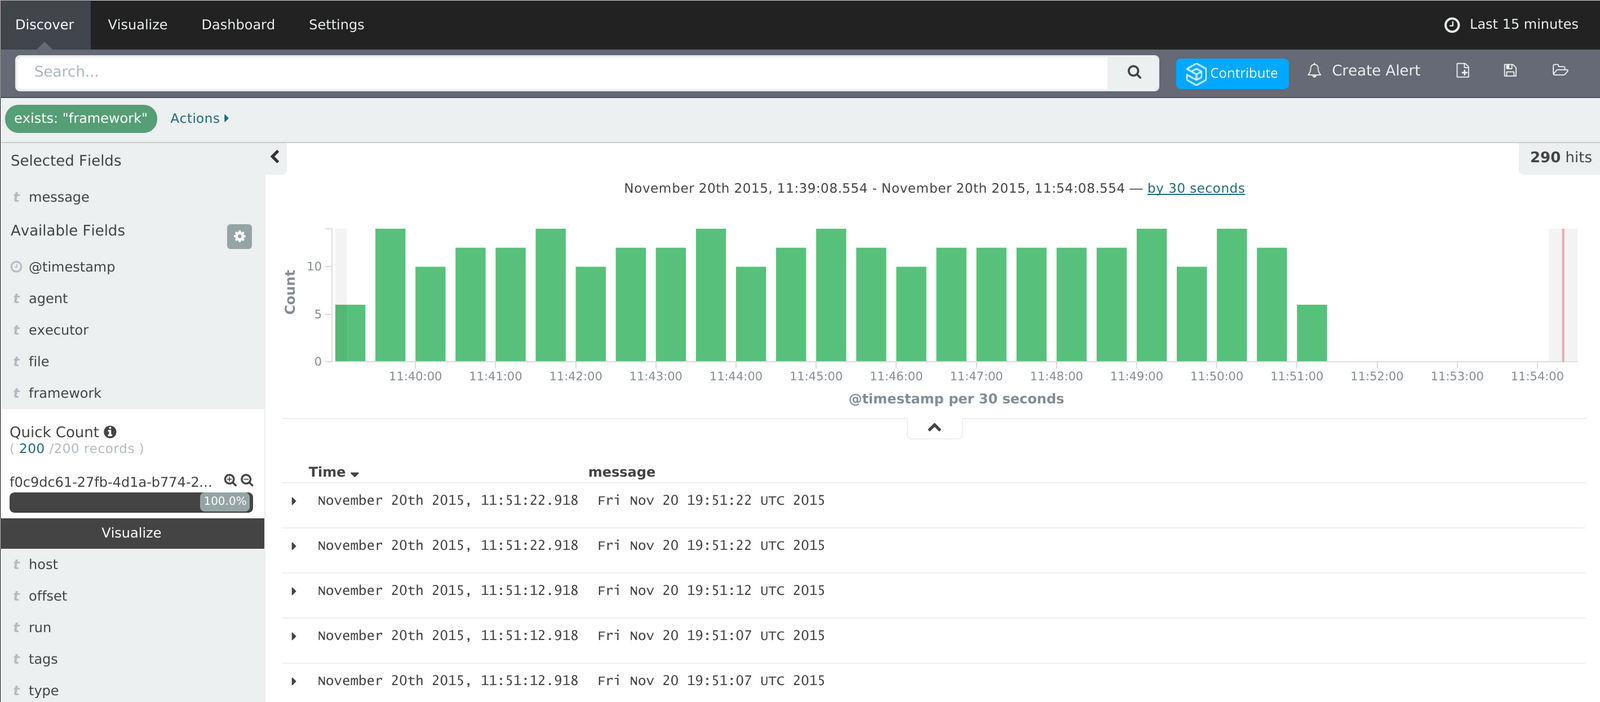 Discover Visualize Dashboard Settings Last 15 minutes
Search... Contribute Create Alert
exists: "framework" Actions
Selected Fields
290 hits
t message
November 20th 2015, 11:39:08.554 - November 20th 2015, 11:54:08.554 — by 30 seconds
Available Fields
@timestamp
t agent
t executor
t file
t framework
Quick Count
( 200 /200 records )
f0c9dc61-27fb-4d1a-b774-2...
100.0%
Visualize
t host
t offset
t run
t tags
t type
Count
10
5
0
11:40:00 11:41:00 11:42:00 11:43:00 11:44:00 11:45:00 11:46:00 11:47:00 11:48:00 11:49:00 11:50:00 11:51:00 11:52:00 11:53:00 11:54:00
@timestamp per 30 seconds
Time message
November 20th 2015, 11:51:22.918 Fri Nov 20 19:51:22 UTC 2015
November 20th 2015, 11:51:22.918 Fri Nov 20 19:51:22 UTC 2015
November 20th 2015, 11:51:12.918 Fri Nov 20 19:51:12 UTC 2015
November 20th 2015, 11:51:12.918 Fri Nov 20 19:51:07 UTC 2015
November 20th 2015, 11:51:12.918 Fri Nov 20 19:51:07 UTC 2015